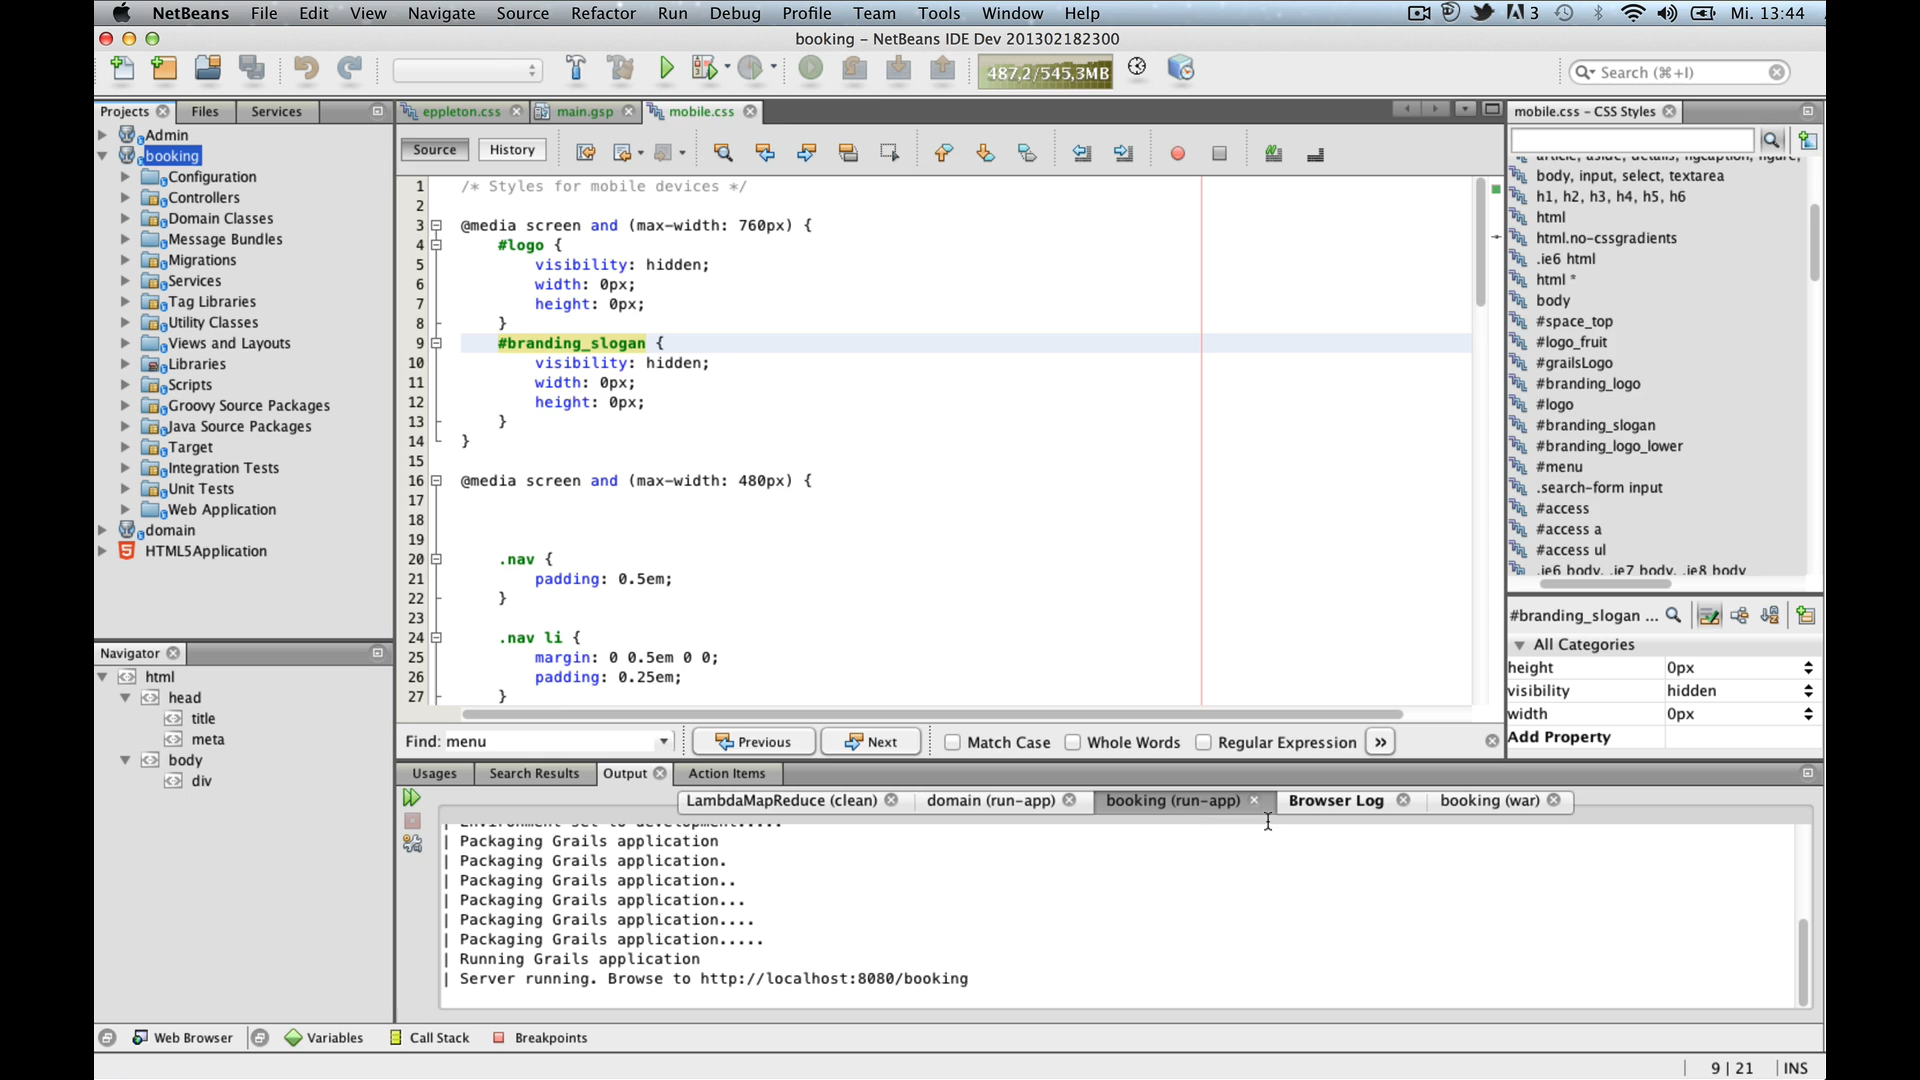 NetBeans File Edit View Navigate Source Refactor Run Debug Profile Team Tools Window Help 3 Mi. 13:44
booking – NetBeans IDE Dev 201302182300
487,2/545,3MB
Search (⌘+I)
Projects Files Services
Admin
booking
Configuration
Controllers
Domain Classes
Message Bundles
Migrations
Services
Tag Libraries
Utility Classes
Views and Layouts
Libraries
Scripts
Groovy Source Packages
Java Source Packages
Target
Integration Tests
Unit Tests
Web Application
domain
HTML5Application
Navigator
html
head
title
meta
body
div
eppleton.css main.gsp mobile.css
Source History
1 /* Styles for mobile devices */
2
3 @media screen and (max-width: 760px) {
4 #logo {
5 visibility: hidden;
6 width: 0px;
7 height: 0px;
8 }
9 #branding_slogan {
10 visibility: hidden;
11 width: 0px;
12 height: 0px;
13 }
14 }
15
16 @media screen and (max-width: 480px) {
17
18
19
20 .nav {
21 padding: 0.5em;
22 }
23
24 .nav li {
25 margin: 0 0.5em 0 0;
26 padding: 0.25em;
27 }
Find: menu Previous Next Match Case Whole Words Regular Expression »
mobile.css – CSS Styles
article, aside, details, figcaption, figure,
body, input, select, textarea
h1, h2, h3, h4, h5, h6
html
html.no-cssgradients
.ie6 html
html *
body
#space_top
#logo_fruit
#grailsLogo
#branding_logo
#logo
#branding_slogan
#branding_logo_lower
#menu
.search-form input
#access
#access a
#access ul
.ie6 body, .ie7 body, .ie8 body
#branding_slogan ...
All Categories
height 0px
visibility hidden
width 0px
Add Property
Usages Search Results Output Action Items
LambdaMapReduce (clean) domain (run-app) booking (run-app) Browser Log booking (war)
| Environment set to development.....
| Packaging Grails application
| Packaging Grails application.
| Packaging Grails application..
| Packaging Grails application...
| Packaging Grails application....
| Packaging Grails application.....
| Running Grails application
| Server running. Browse to http://localhost:8080/booking
Web Browser Variables Call Stack Breakpoints
9 | 21 INS